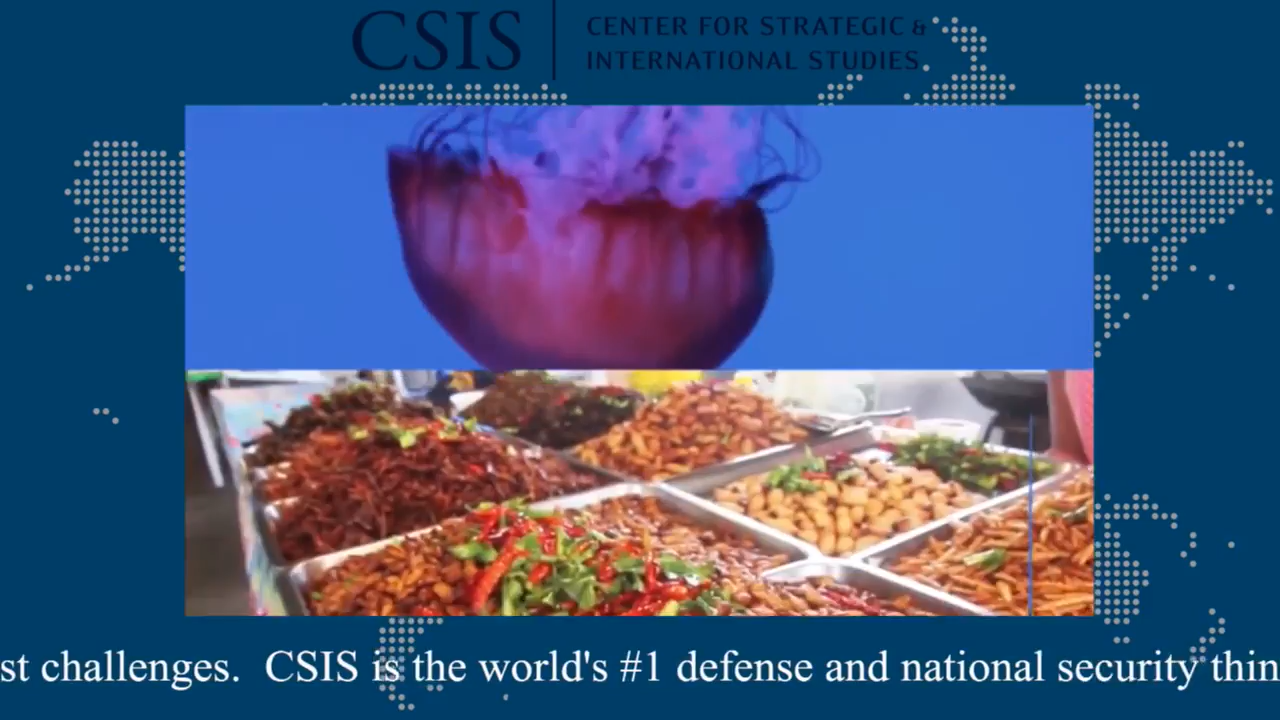 CSIS
CENTER FOR STRATEGIC &
INTERNATIONAL STUDIES
st challenges.  CSIS is the world's #1 defense and national security thin